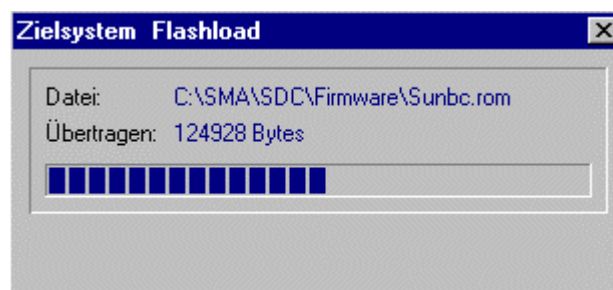 Zielsystem Flashload
Datei: C:\SMA\SDC\Firmware\Sunbc.rom
Übertragen: 124928 Bytes